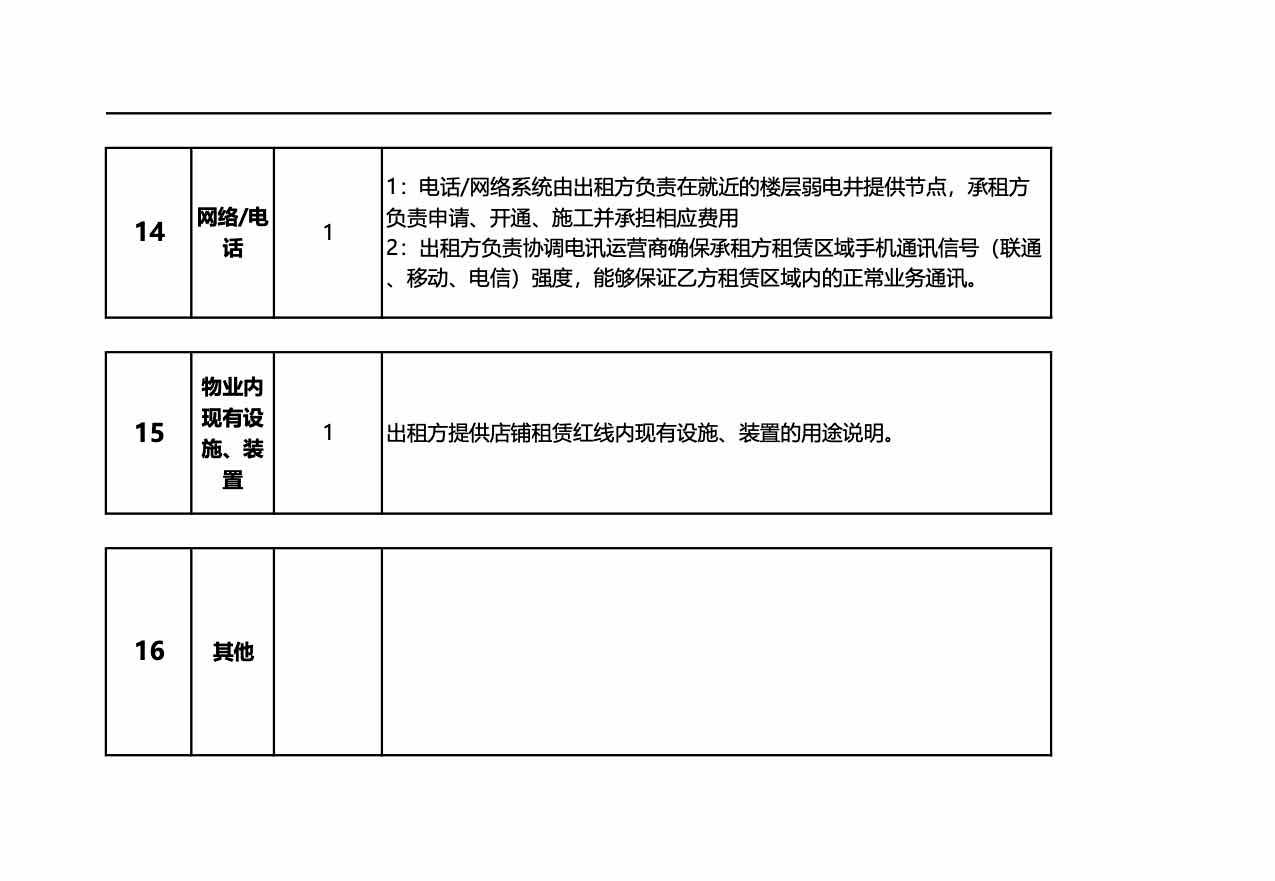 14
网络/电
话
1
1：电话/网络系统由出租方负责在就近的楼层弱电井提供节点，承租方
负责申请、开通、施工并承担相应费用
2：出租方负责协调电讯运营商确保承租方租赁区域手机通讯信号（联通
、移动、电信）强度，能够保证乙方租赁区域内的正常业务通讯。
15
物业内
现有设
施、装
置
1
出租方提供店铺租赁红线内现有设施、装置的用途说明。
16
其他